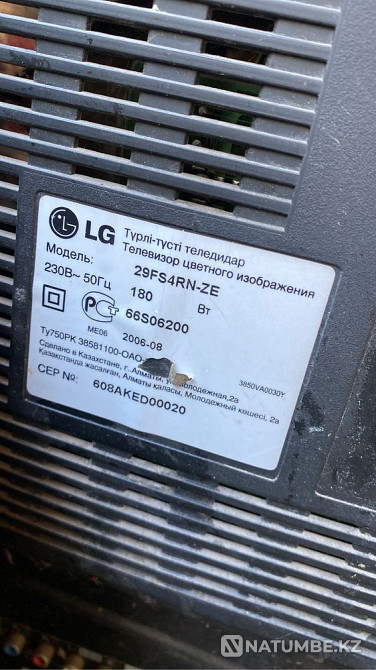 LG Түрлі-түсті теледидар
Телевизор цветного изображения
Модель: 29FS4RN-ZE
230В~ 50Гц 180 Вт
66S06200
ME06 2006-08 3850VA0030Y
Ту750РК 38581100-ОАО-
Сделано в Казахстане, г. Алматы, ул. Молодежная, 2а
Қазақстанда жасалған, Алматы қаласы, Молодежный көшесі, 2а
СЕР №: 608AKED00020
NATUMBE.KZ